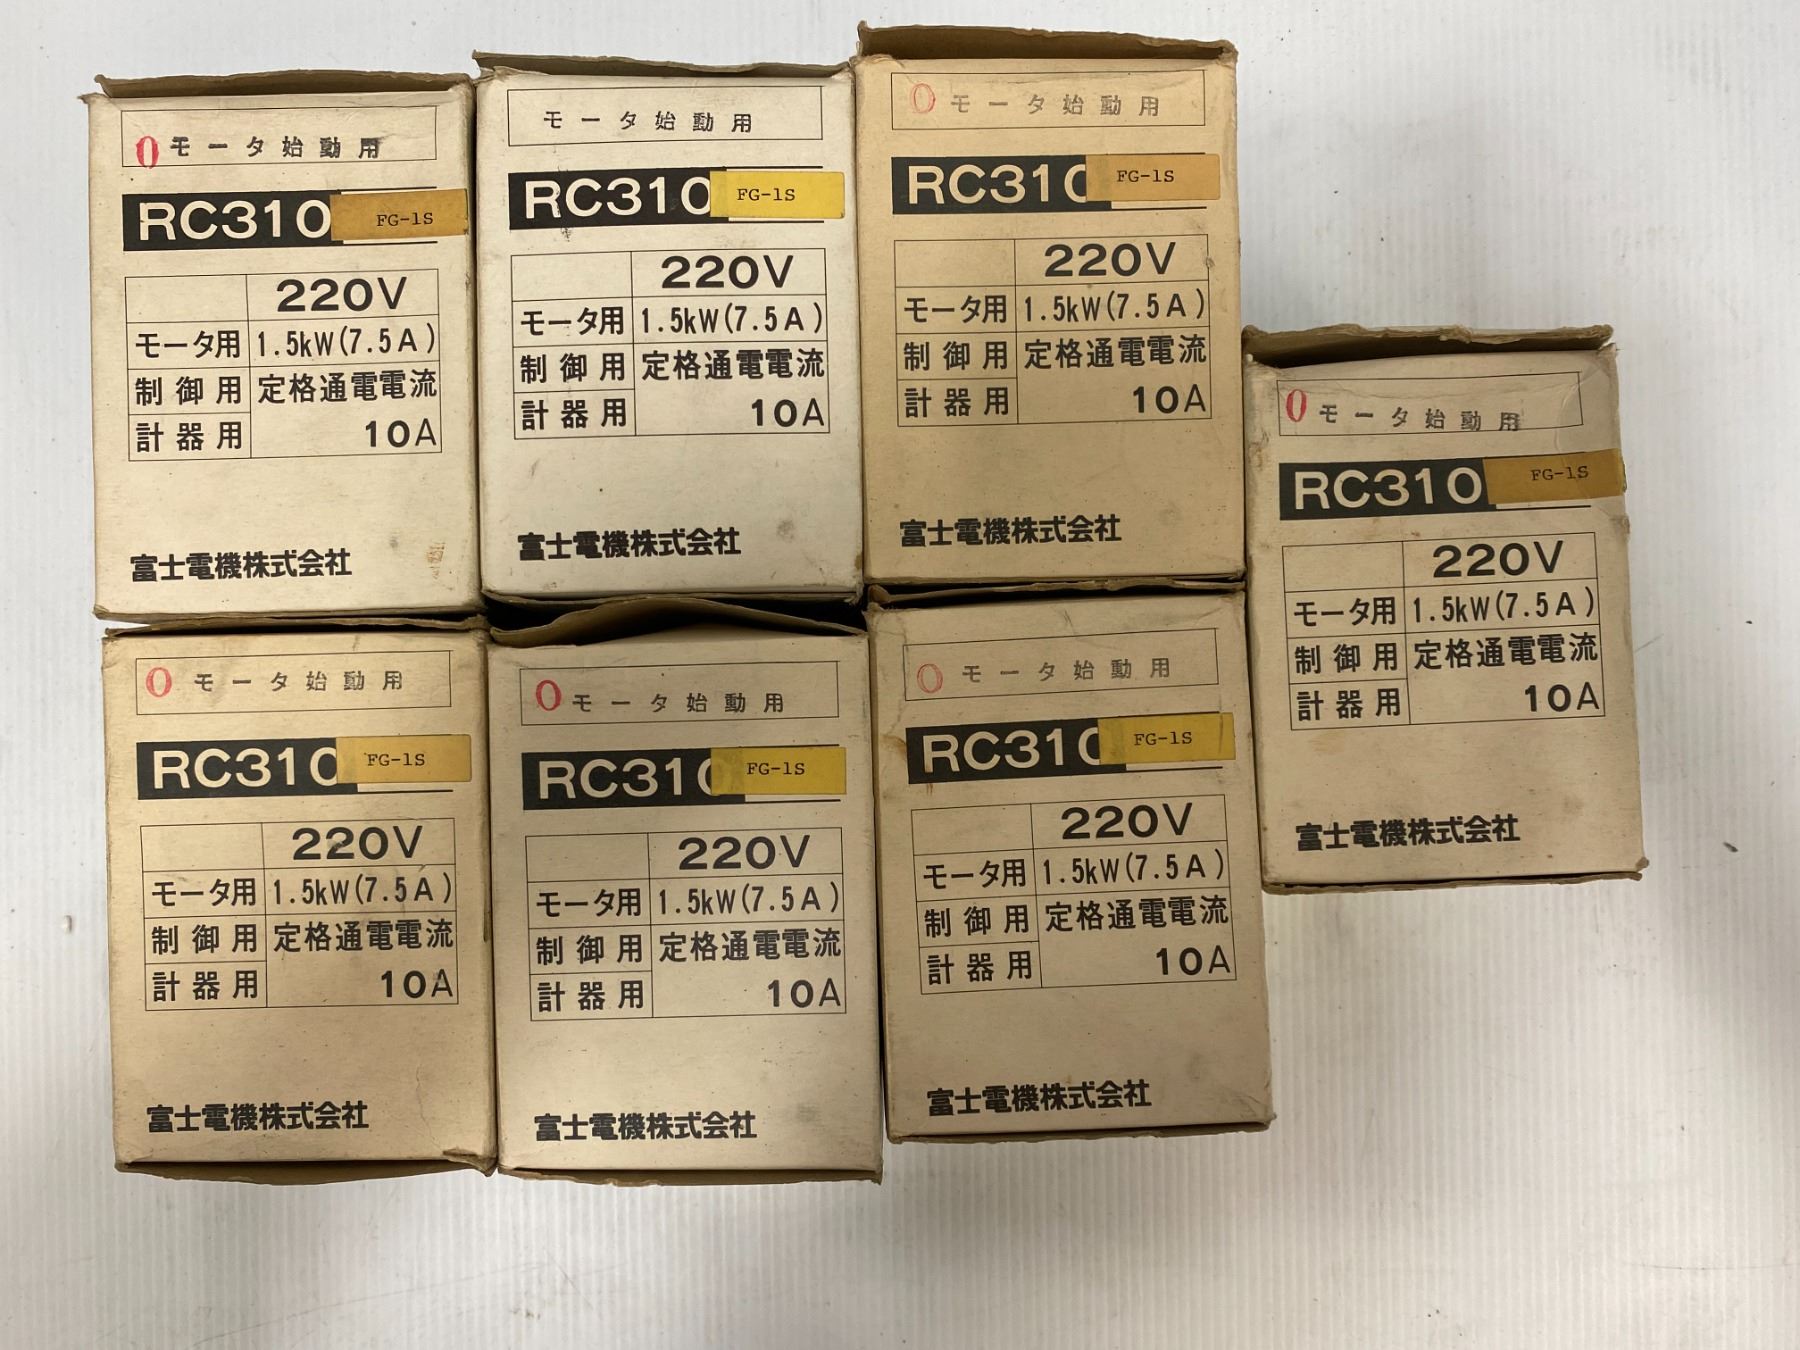 0 モータ始動用
RC310 FG-1S
220V
モータ用 1.5kW(7.5A)
制御用 定格通電電流
計器用 10A
富士電機株式会社
モータ始動用
RC310 FG-1S
220V
モータ用 1.5kW(7.5A)
制御用 定格通電電流
計器用 10A
富士電機株式会社
0 モータ始動用
RC310 FG-1S
220V
モータ用 1.5kW(7.5A)
制御用 定格通電電流
計器用 10A
富士電機株式会社
0 モータ始動用
RC310 FG-1S
220V
モータ用 1.5kW(7.5A)
制御用 定格通電電流
計器用 10A
富士電機株式会社
0 モータ始動用
RC310 FG-1S
220V
モータ用 1.5kW(7.5A)
制御用 定格通電電流
計器用 10A
富士電機株式会社
0 モータ始動用
RC310 FG-1S
220V
モータ用 1.5kW(7.5A)
制御用 定格通電電流
計器用 10A
富士電機株式会社
0 モータ始動用
RC310 FG-1S
220V
モータ用 1.5kW(7.5A)
制御用 定格通電電流
計器用 10A
富士電機株式会社